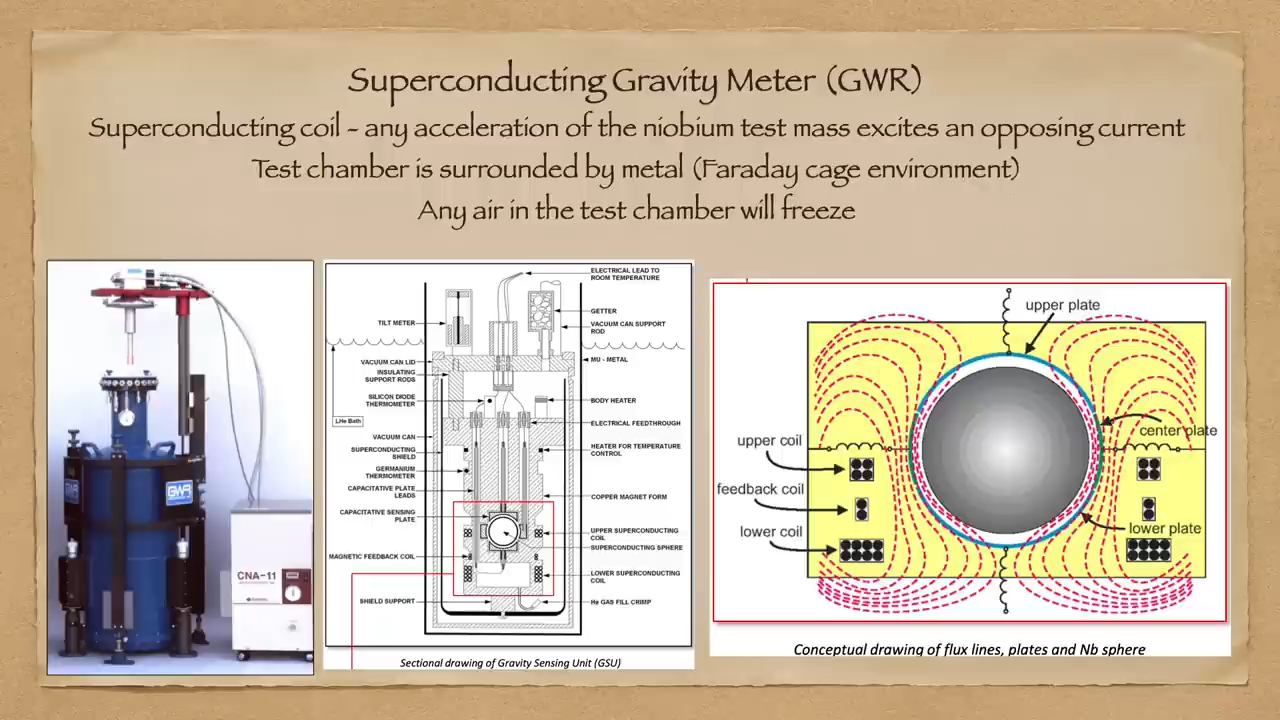 Superconducting Gravity Meter (GWR)
Superconducting coil - any acceleration of the niobium test mass excites an opposing current
Test chamber is surrounded by metal (Faraday cage environment)
Any air in the test chamber will freeze
GWR
CNA-11
ELECTRICAL LEAD TO
ROOM TEMPERATURE
TILT METER
GETTER
VACUUM CAN SUPPORT
ROD
VACUUM CAN LID
MU - METAL
INSULATING
SUPPORT RODS
SILICON DIODE
THERMOMETER
BODY HEATER
LHe Bath
ELECTRICAL FEEDTHROUGH
VACUUM CAN
SUPERCONDUCTING
SHIELD
HEATER FOR TEMPERATURE
CONTROL
GERMANIUM
THERMOMETER
CAPACITIVE PLATE
LEADS
COPPER MAGNET FORM
CAPACITIVE SENSING
PLATE
UPPER SUPERCONDUCTING
COIL
SUPERCONDUCTING SPHERE
MAGNETIC FEEDBACK COIL
LOWER SUPERCONDUCTING
COIL
SHIELD SUPPORT
He GAS FILL CRIMP
Sectional drawing of Gravity Sensing Unit (GSU)
upper plate
center plate
upper coil
feedback coil
lower coil
lower plate
Conceptual drawing of flux lines, plates and Nb sphere